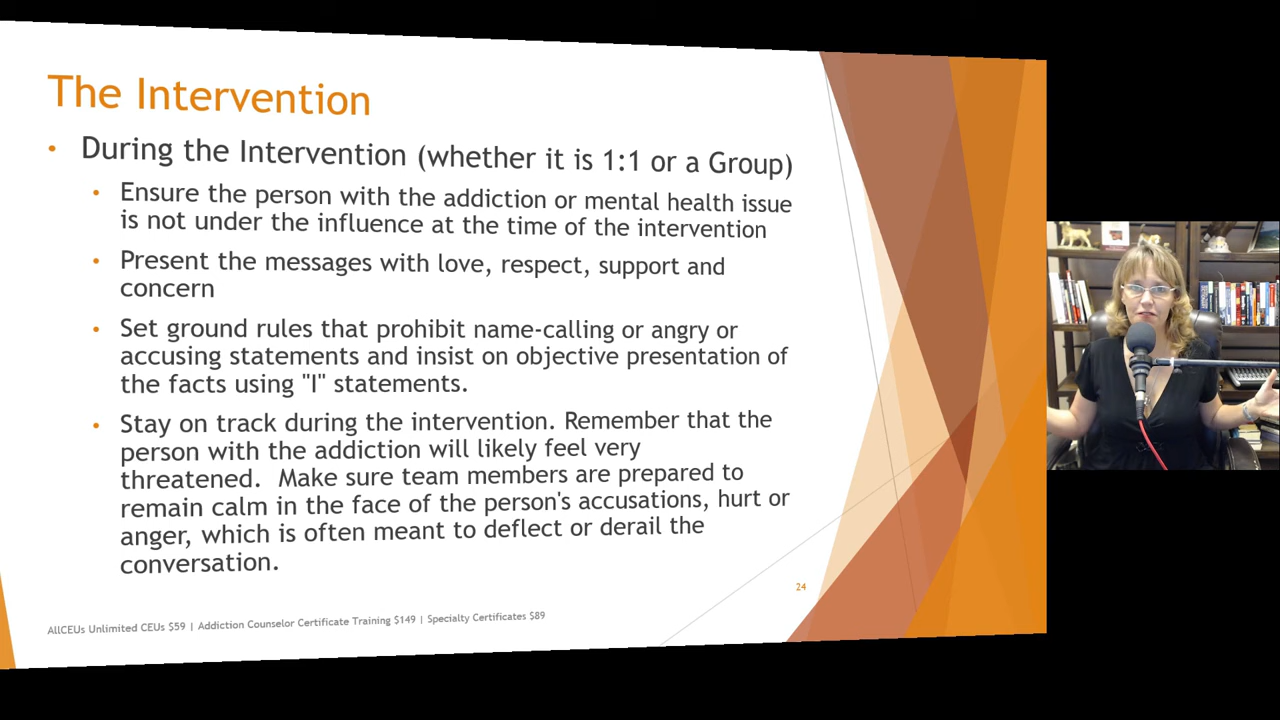 The Intervention
• During the Intervention (whether it is 1:1 or a Group)
• Ensure the person with the addiction or mental health issue
is not under the influence at the time of the intervention
• Present the messages with love, respect, support and
concern
• Set ground rules that prohibit name-calling or angry or
accusing statements and insist on objective presentation of
the facts using "I" statements.
• Stay on track during the intervention. Remember that the
person with the addiction will likely feel very
threatened.  Make sure team members are prepared to
remain calm in the face of the person's accusations, hurt or
anger, which is often meant to deflect or derail the
conversation.
24
AllCEUs Unlimited CEUs $59 | Addiction Counselor Certificate Training $149 | Specialty Certificates $89